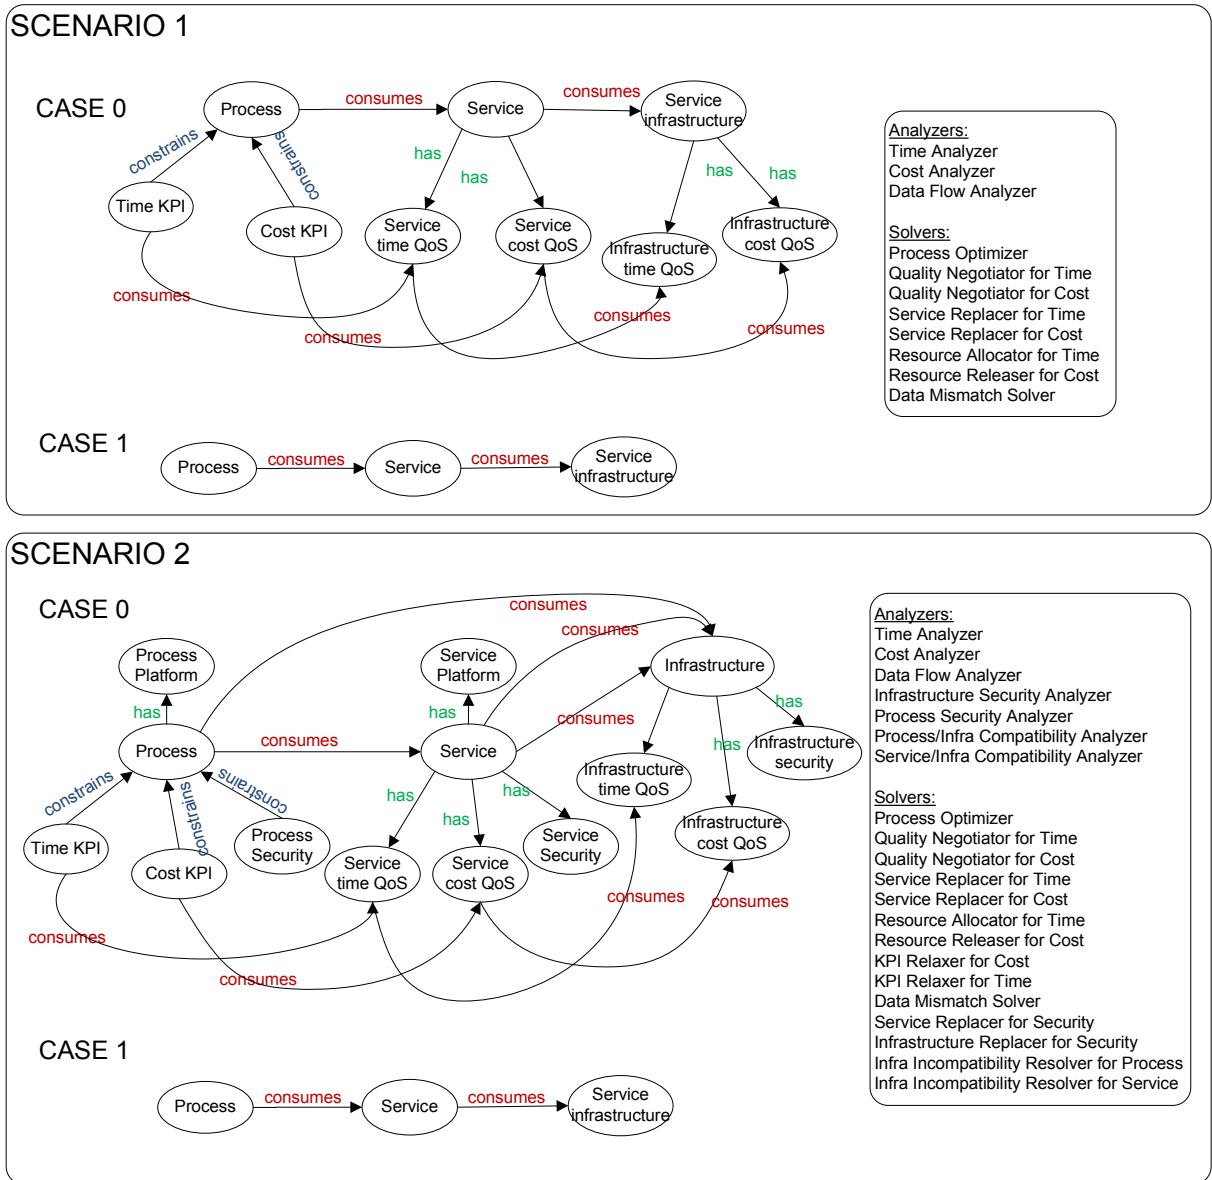 SCENARIO 1
CASE 0
Process
consumes
Service
consumes
Service
infrastructure
constrains
constrains
has
has
has
has
Time KPI
Cost KPI
Service
time QoS
Service
cost QoS
Infrastructure
time QoS
Infrastructure
cost QoS
consumes
consumes
consumes
consumes
Analyzers:
Time Analyzer
Cost Analyzer
Data Flow Analyzer
Solvers:
Process Optimizer
Quality Negotiator for Time
Quality Negotiator for Cost
Service Replacer for Time
Service Replacer for Cost
Resource Allocator for Time
Resource Releaser for Cost
Data Mismatch Solver
CASE 1
Process
consumes
Service
consumes
Service
infrastructure
SCENARIO 2
CASE 0
consumes
consumes
Process
Platform
Service
Platform
Infrastructure
has
has
has
Process
consumes
Service
consumes
has
Infrastructure
security
constrains
constrains
constrains
has
has
has
Infrastructure
time QoS
Time KPI
Cost KPI
Process
Security
Service
time QoS
Service
cost QoS
Service
Security
Infrastructure
cost QoS
consumes
consumes
consumes
consumes
Analyzers:
Time Analyzer
Cost Analyzer
Data Flow Analyzer
Infrastructure Security Analyzer
Process Security Analyzer
Process/Infra Compatibility Analyzer
Service/Infra Compatibility Analyzer
Solvers:
Process Optimizer
Quality Negotiator for Time
Quality Negotiator for Cost
Service Replacer for Time
Service Replacer for Cost
Resource Allocator for Time
Resource Releaser for Cost
KPI Relaxer for Cost
KPI Relaxer for Time
Data Mismatch Solver
Service Replacer for Security
Infrastructure Replacer for Security
Infra Incompatibility Resolver for Process
Infra Incompatibility Resolver for Service
CASE 1
Process
consumes
Service
consumes
Service
infrastructure